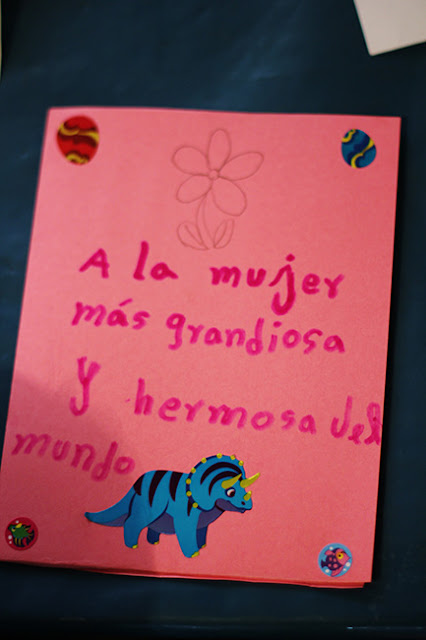 A la mujer
más grandiosa
y hermosa del
mundo